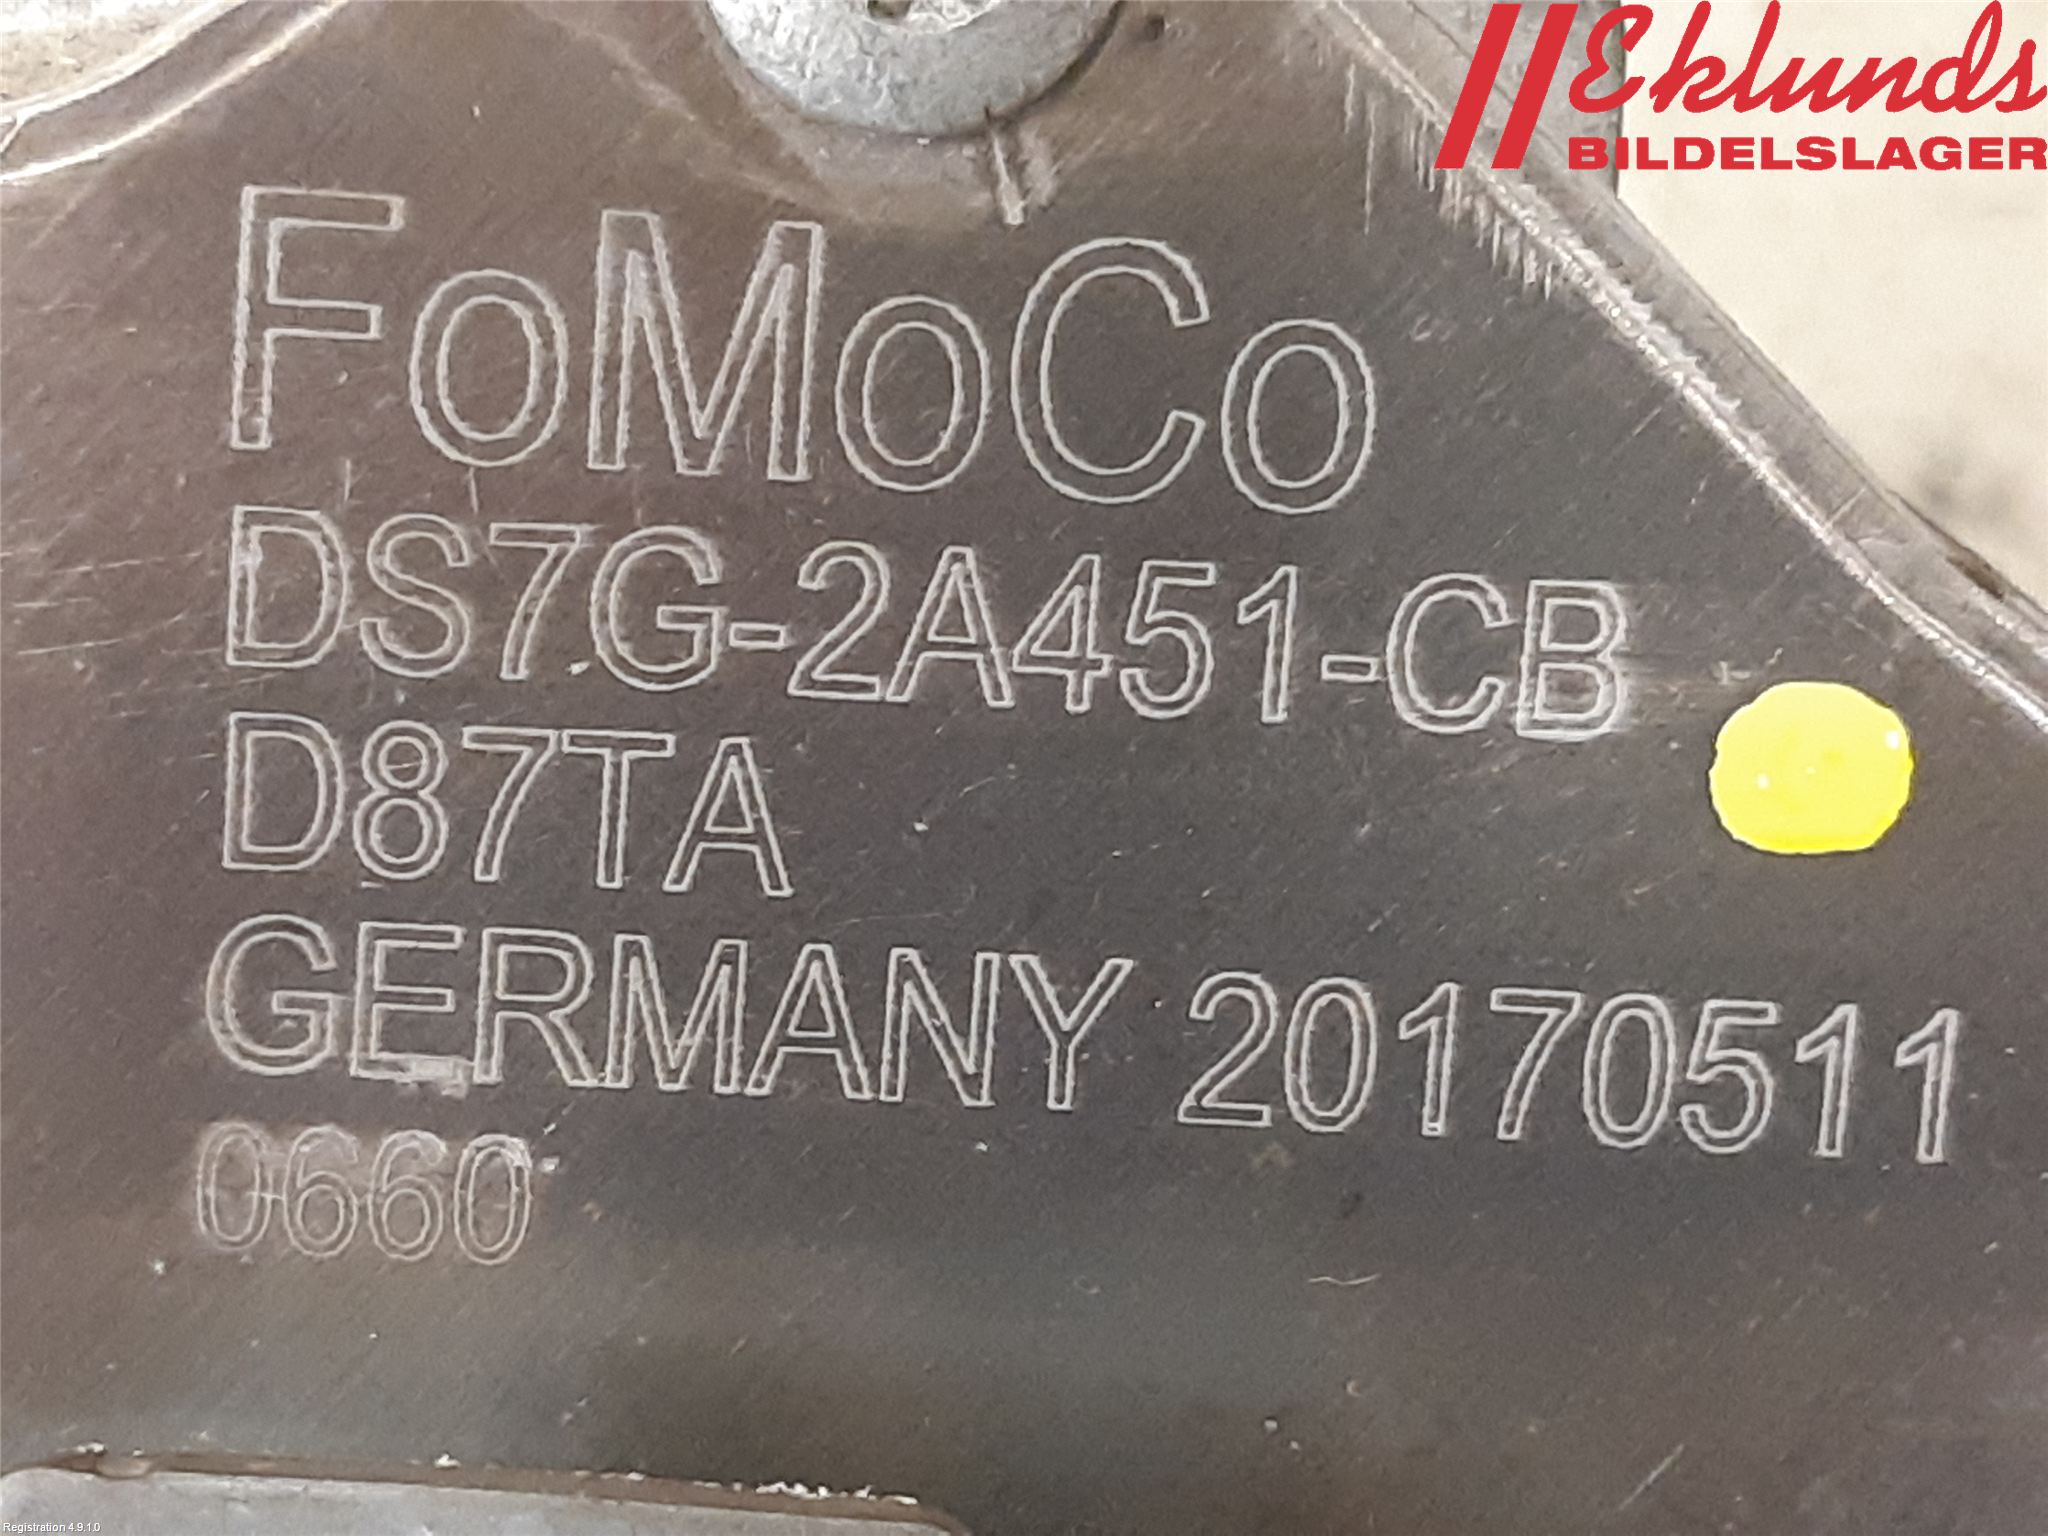 Eklunds
BILDELSLAGER
FoMoCo
DS7G-2A451-CB
D87TA
GERMANY 20170511
0660
Registration 4.9.1.0